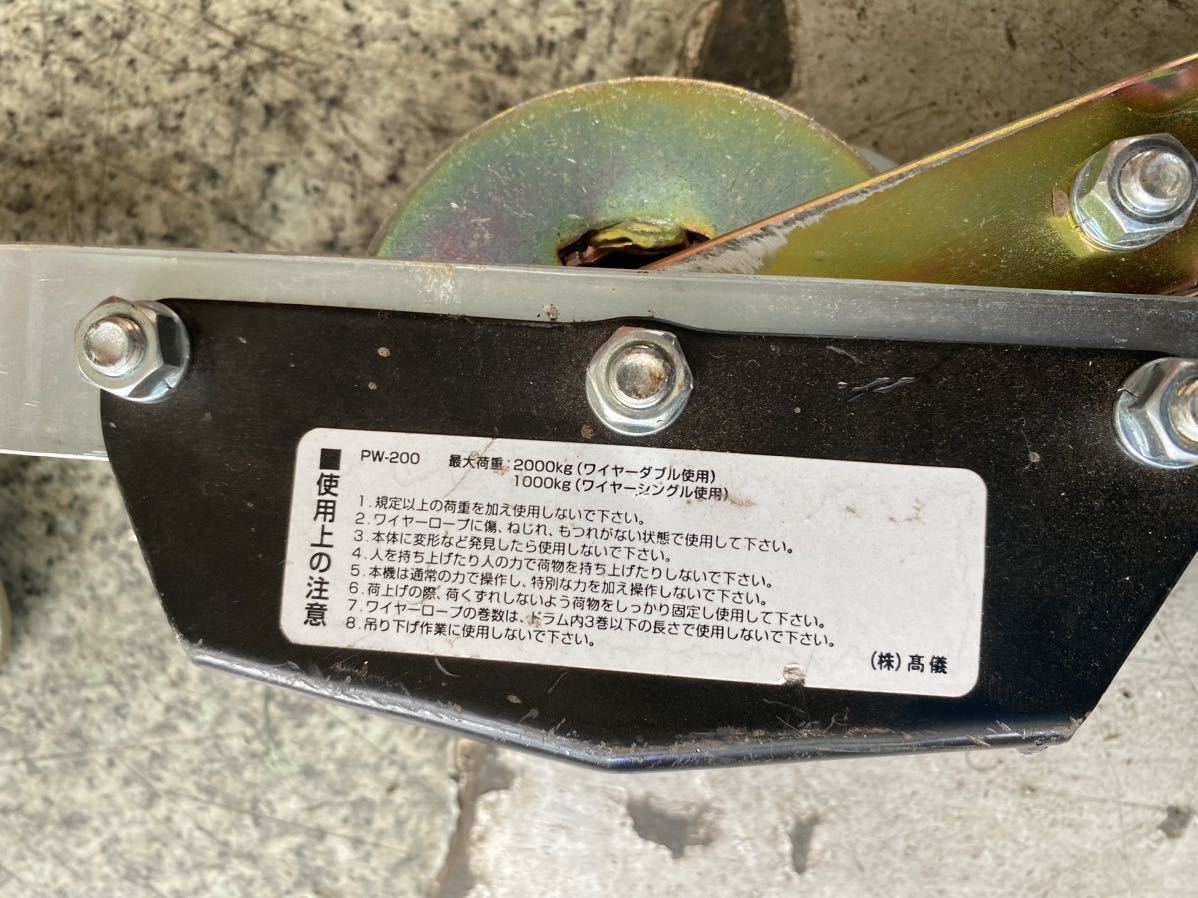 ■使用上の注意
PW-200 最大荷重：2000kg（ワイヤーダブル使用）
1000kg（ワイヤーシングル使用）
1．規定以上の荷重を加え使用しないで下さい。
2．ワイヤーロープに傷、ねじれ、もつれがない状態で使用して下さい。
3．本体に変形など発見したら使用しないで下さい。
4．人を持ち上げたり人の力で荷物を持ち上げたりしないで下さい。
5．本機は通常の力で操作し、特別な力を加え操作しないで下さい。
6．荷上げの際、荷くずれしないよう荷物をしっかり固定し使用して下さい。
7．ワイヤーロープの巻数は、ドラム内3巻以下の長さで使用しないで下さい。
8．吊り下げ作業に使用しないで下さい。
（株）髙儀